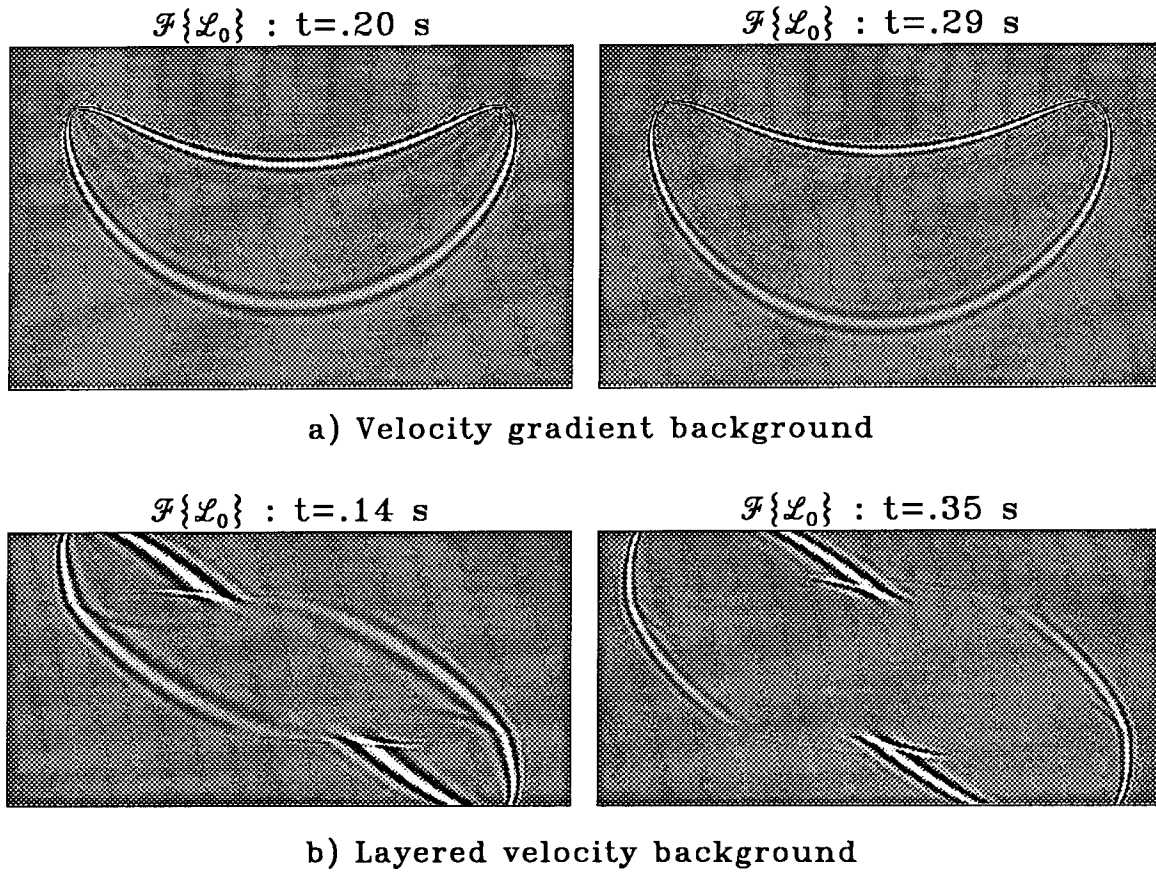 ℱ{ℒ₀} : t=.20 s
ℱ{ℒ₀} : t=.29 s
a) Velocity gradient background
ℱ{ℒ₀} : t=.14 s
ℱ{ℒ₀} : t=.35 s
b) Layered velocity background